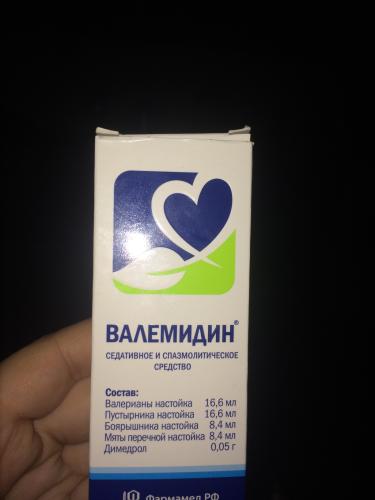 ВАЛЕМИДИН®
СЕДАТИВНОЕ И СПАЗМОЛИТИЧЕСКОЕ
СРЕДСТВО
Состав:
Валерианы настойка 16,6 мл
Пустырника настойка 16,6 мл
Боярышника настойка 8,4 мл
Мяты перечной настойка 8,4 мл
Димедрол 0,05 г
Фармамед.РФ